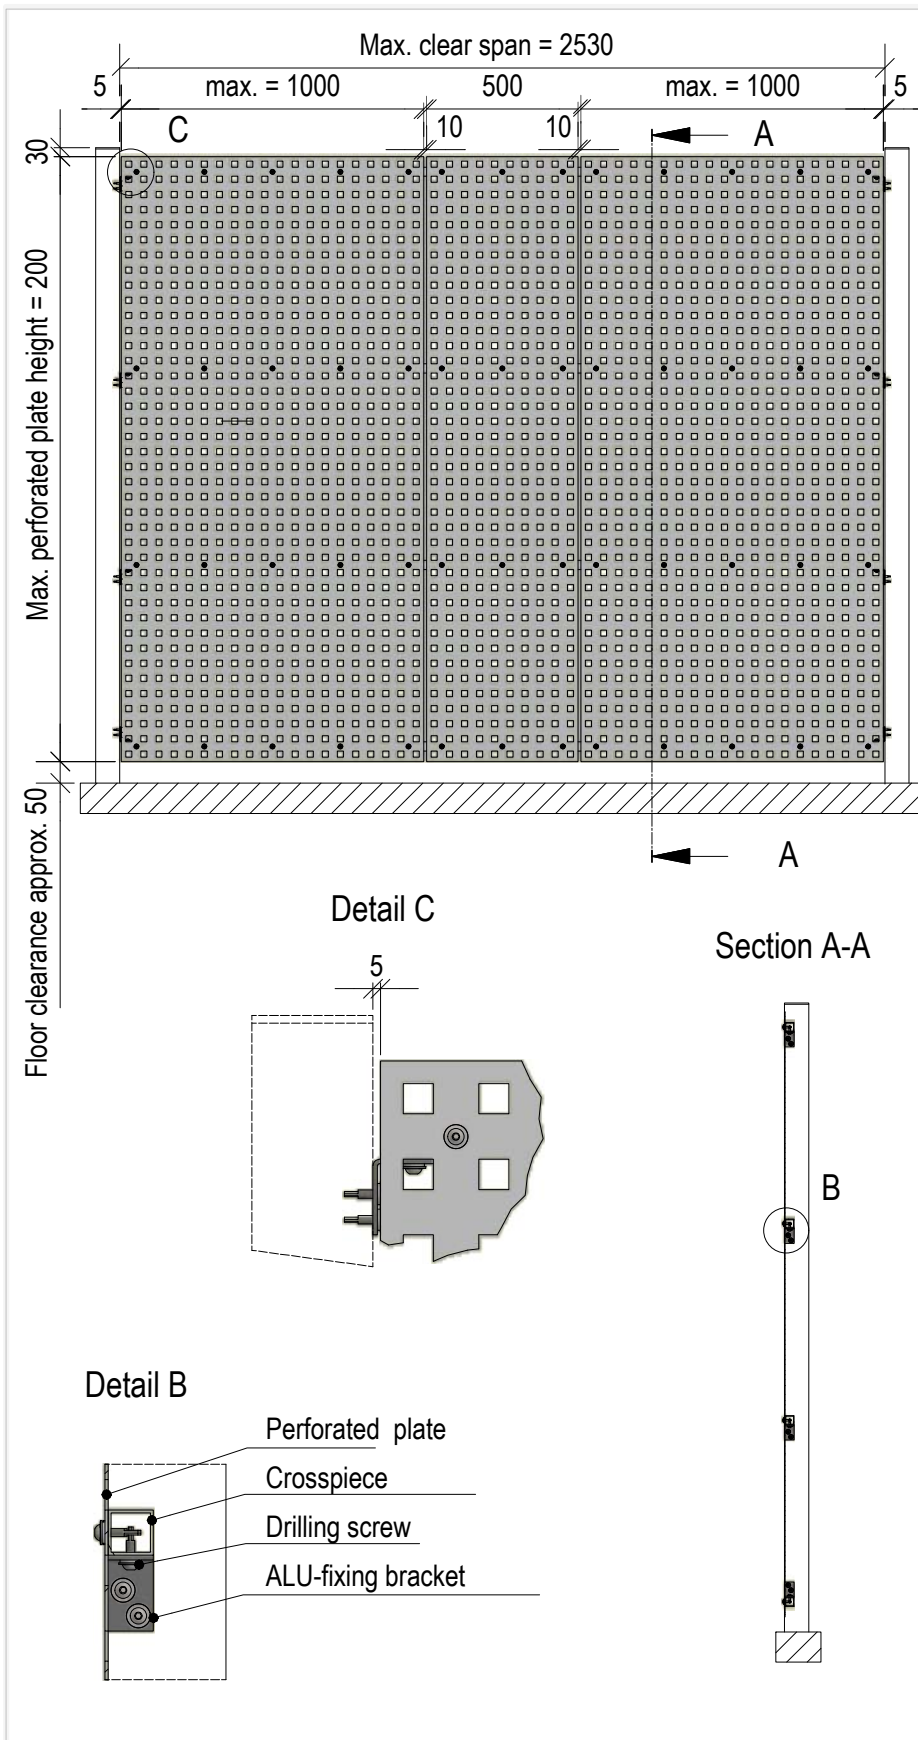 Max. clear span = 2530
5 max. = 1000 500 max. = 1000 5
C 10 10 A
30
Max. perforated plate height = 200
Floor clearance approx. 50
A
Detail C
Section A-A
5
B
Detail B
Perforated plate
Crosspiece
Drilling screw
ALU-fixing bracket